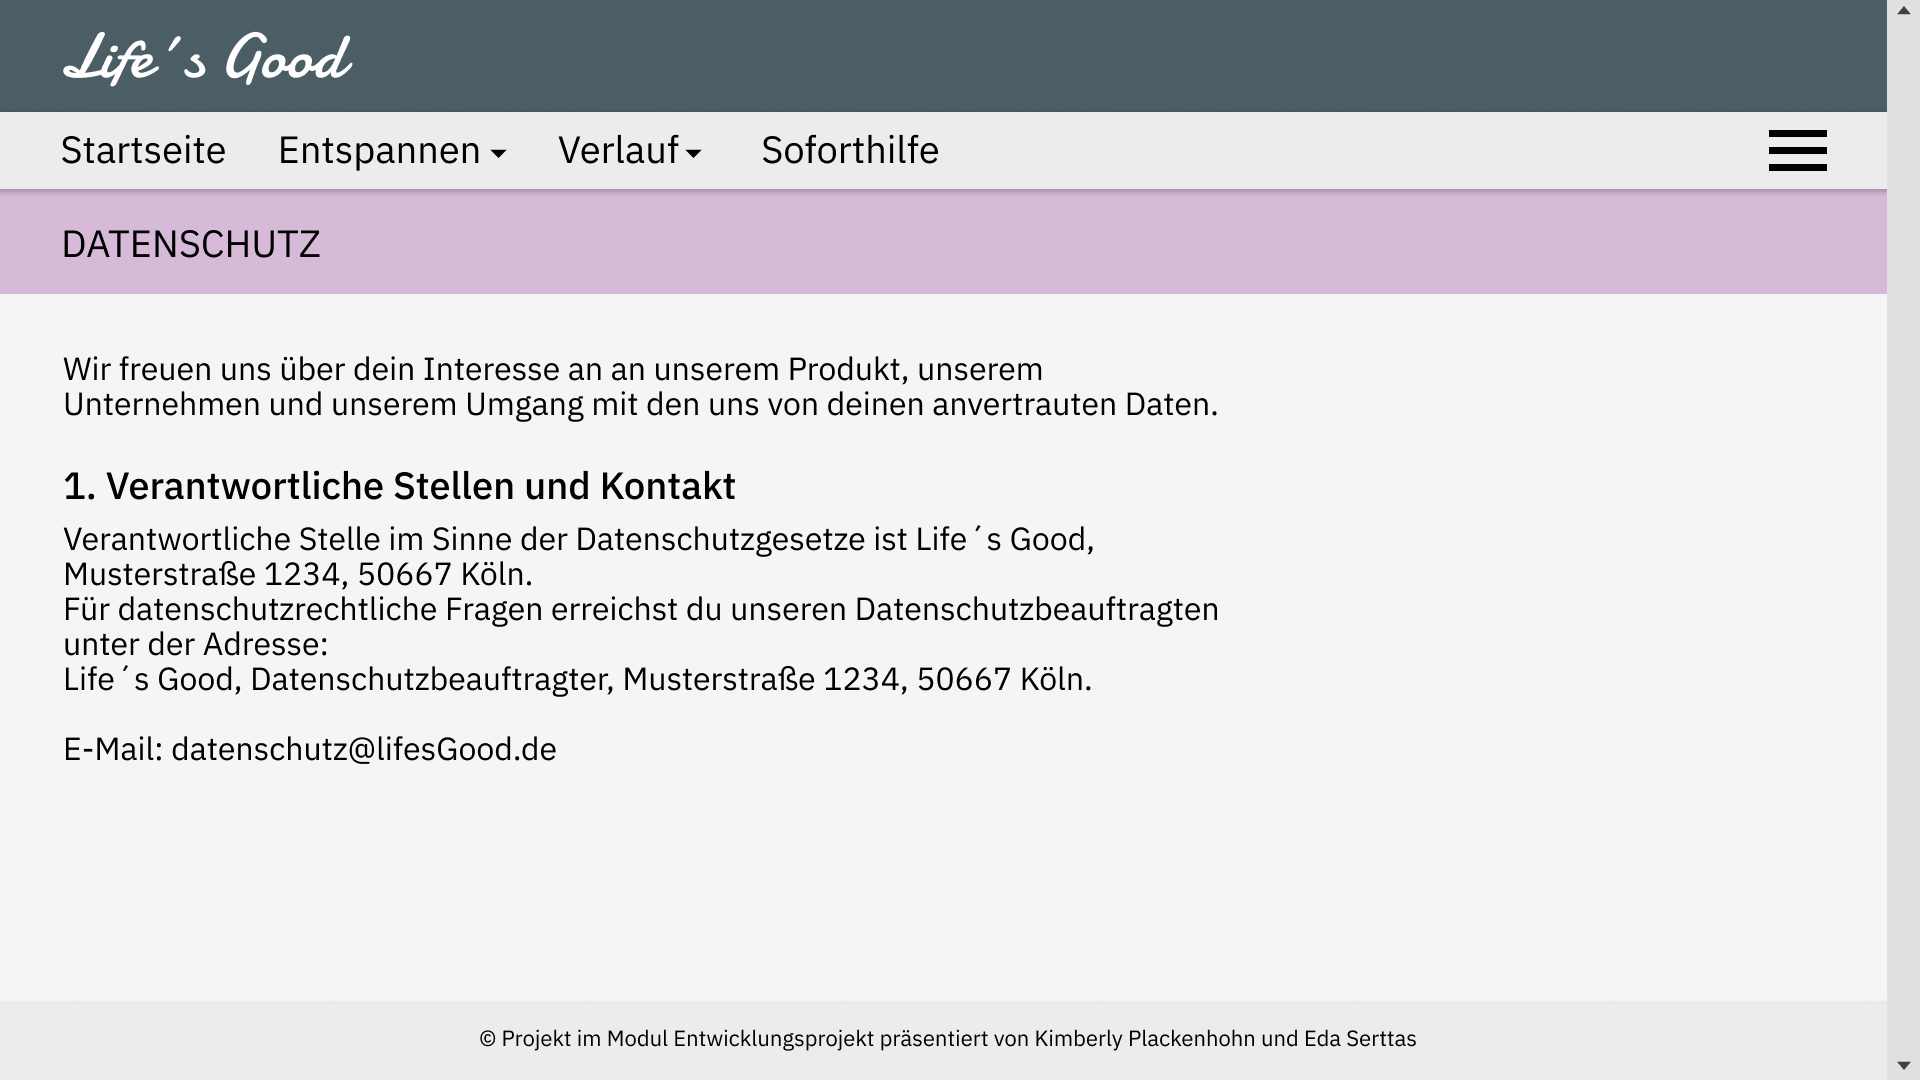 Life´s Good
Startseite Entspannen Verlauf Soforthilfe
DATENSCHUTZ
Wir freuen uns über dein Interesse an an unserem Produkt, unserem
Unternehmen und unserem Umgang mit den uns von deinen anvertrauten Daten.
1. Verantwortliche Stellen und Kontakt
Verantwortliche Stelle im Sinne der Datenschutzgesetze ist Life´s Good,
Musterstraße 1234, 50667 Köln.
Für datenschutzrechtliche Fragen erreichst du unseren Datenschutzbeauftragten
unter der Adresse:
Life´s Good, Datenschutzbeauftragter, Musterstraße 1234, 50667 Köln.
E-Mail: datenschutz@lifesGood.de
© Projekt im Modul Entwicklungsprojekt präsentiert von Kimberly Plackenhohn und Eda Serttas